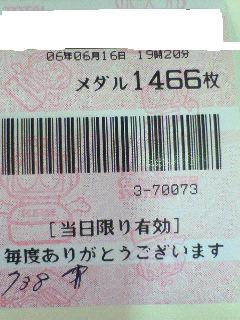 06年06月16日 19時20分
メダル1466枚
3-70073
[当日限り有効]
毎度ありがとうございます
738